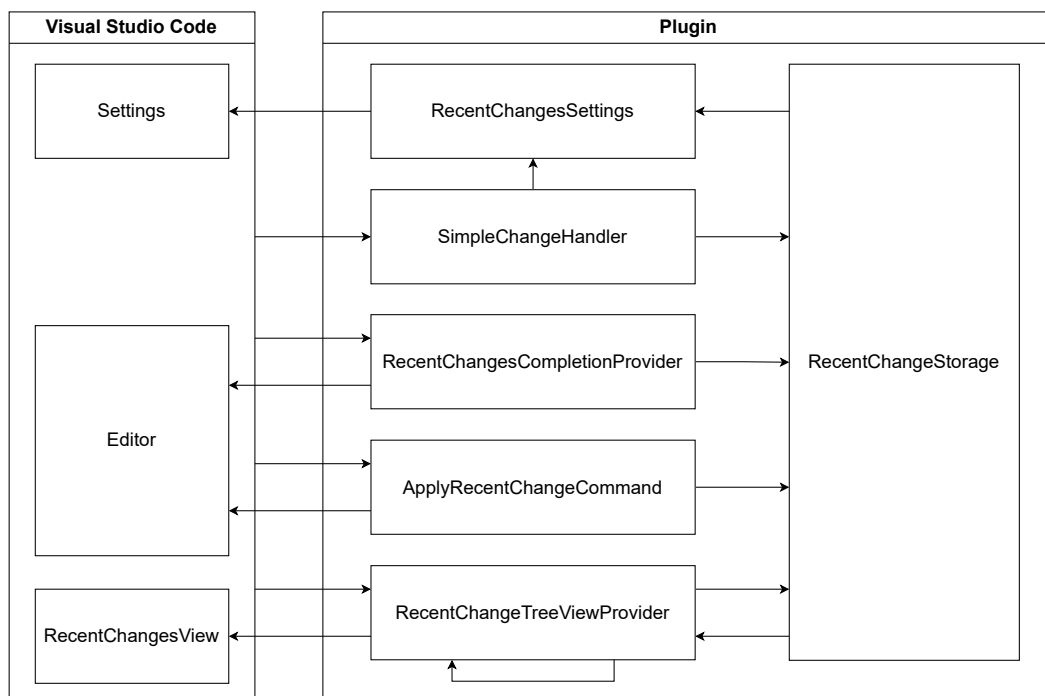 Visual Studio Code
Plugin
Settings
RecentChangesSettings
SimpleChangeHandler
RecentChangesCompletionProvider
RecentChangeStorage
Editor
ApplyRecentChangeCommand
RecentChangeTreeViewProvider
RecentChangesView